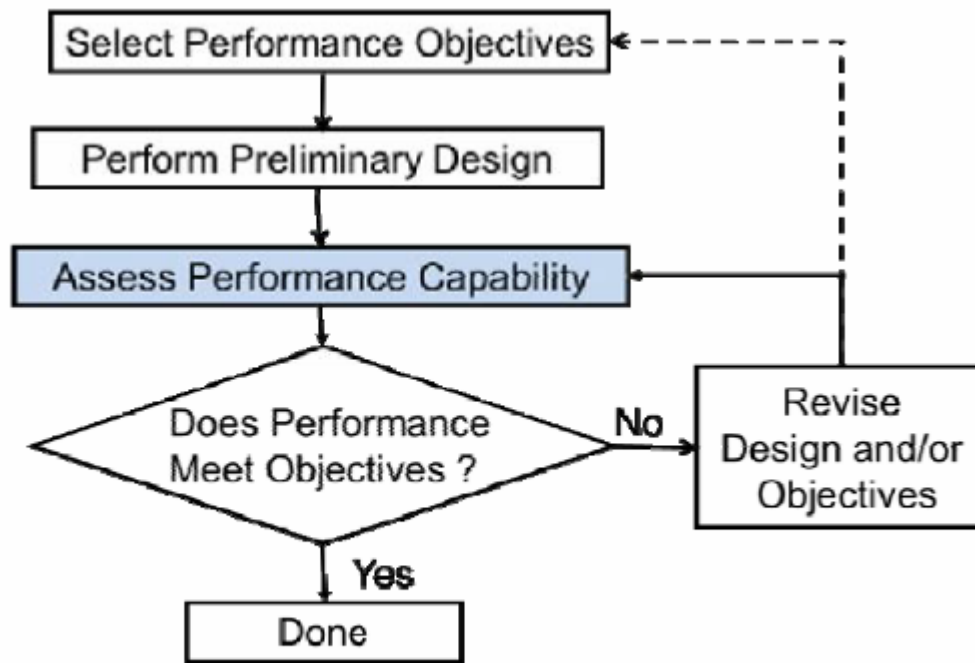 Select Performance Objectives
Perform Preliminary Design
Assess Performance Capability
Does Performance
Meet Objectives ?
No
Revise
Design and/or
Objectives
Yes
Done